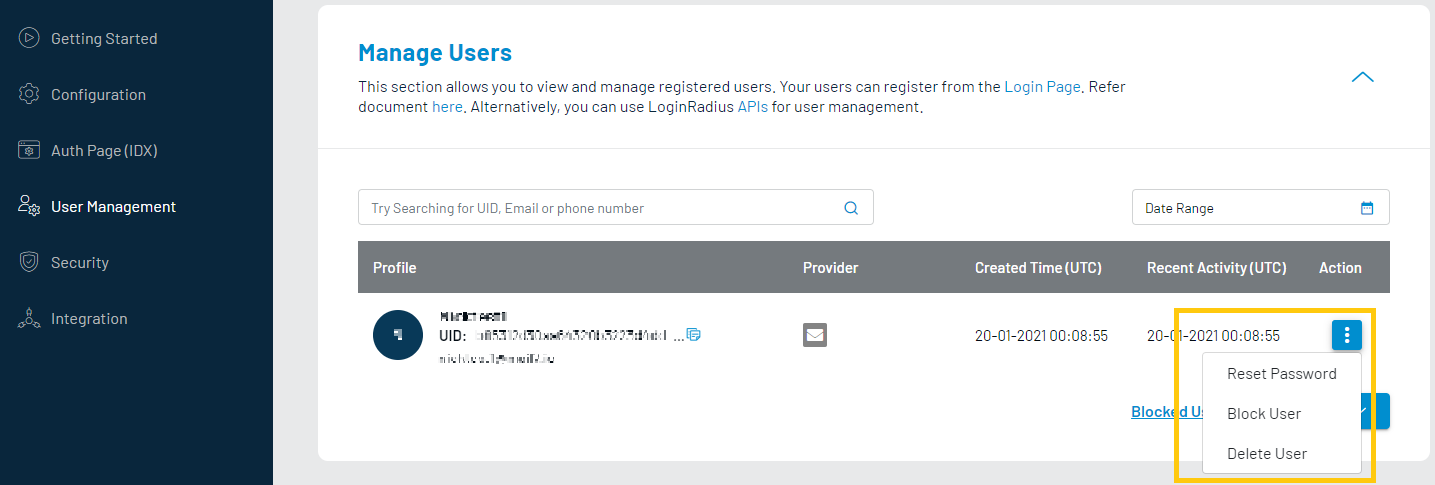 Getting Started
Configuration
Auth Page (IDX)
User Management
Security
Integration
Manage Users
This section allows you to view and manage registered users. Your users can register from the Login Page. Refer
document here. Alternatively, you can use LoginRadius APIs for user management.
Try Searching for UID, Email or phone number
Date Range
Profile Provider Created Time (UTC) Recent Activity (UTC) Action
UID: ...
20-01-2021 00:08:55 20-01-2021 00:08:55
Reset Password
Blocked
Block User
Delete User